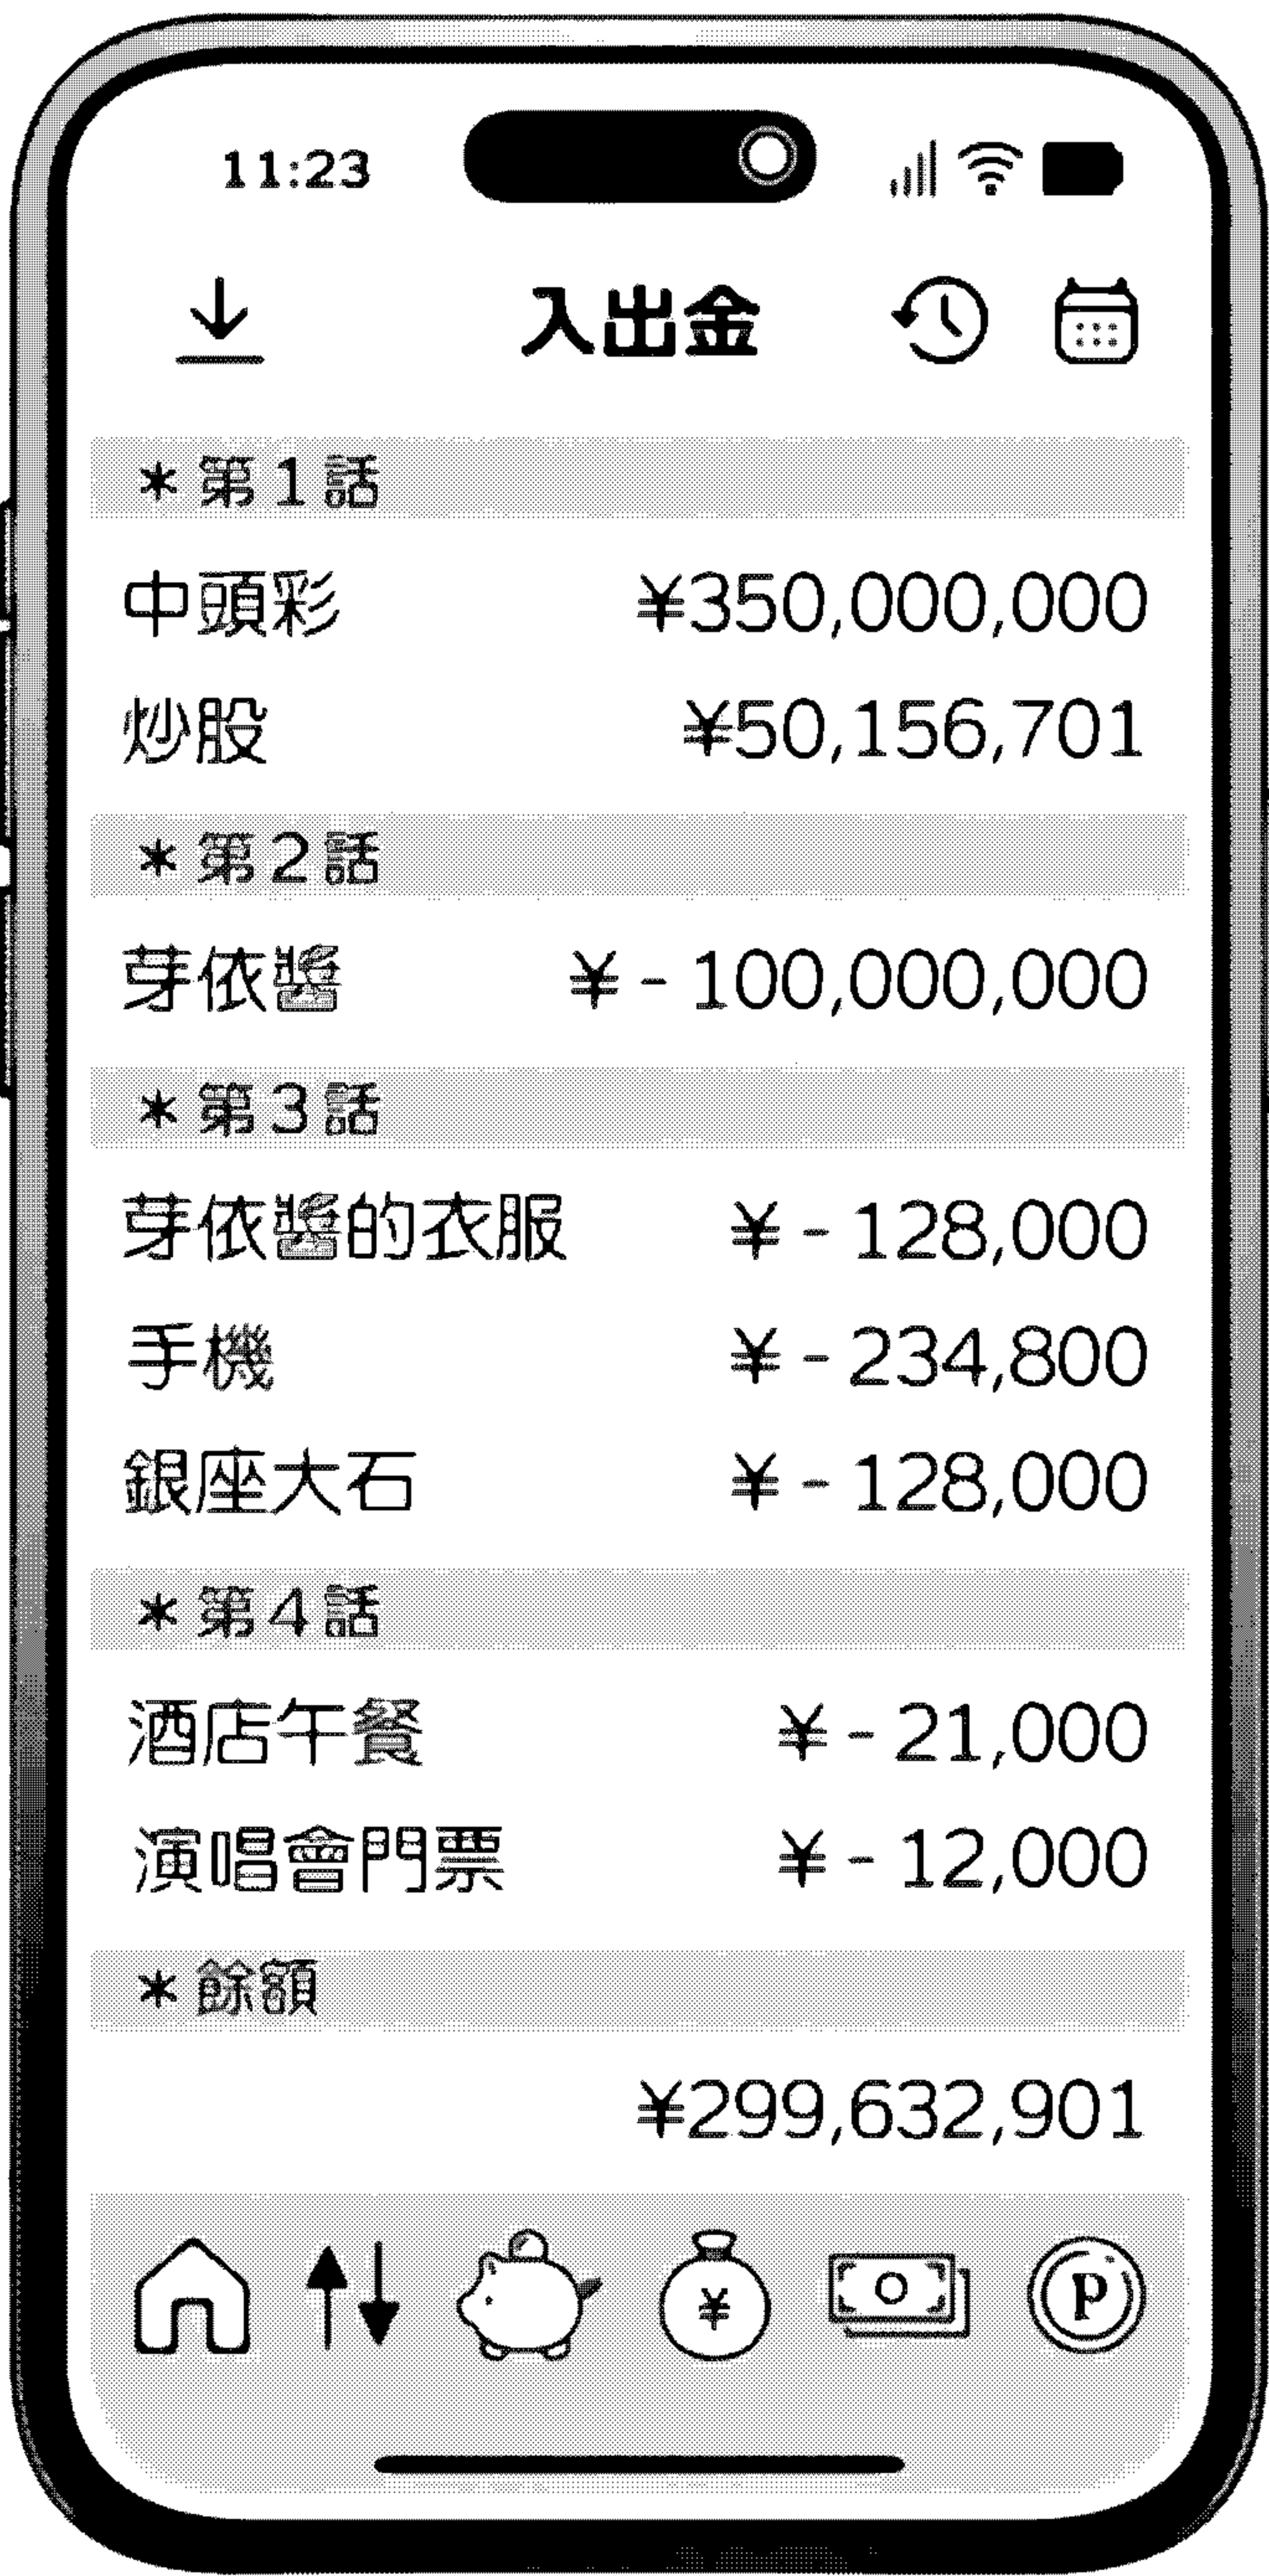 11:23
入出金
*第1話
中頭彩 ¥350,000,000
炒股 ¥50,156,701
*第2話
芽依醬 ¥-100,000,000
*第3話
芽依醬的衣服 ¥-128,000
手機 ¥-234,800
銀座大石 ¥-128,000
*第4話
酒店午餐 ¥-21,000
演唱會門票 ¥-12,000
*餘額
¥299,632,901
¥
P